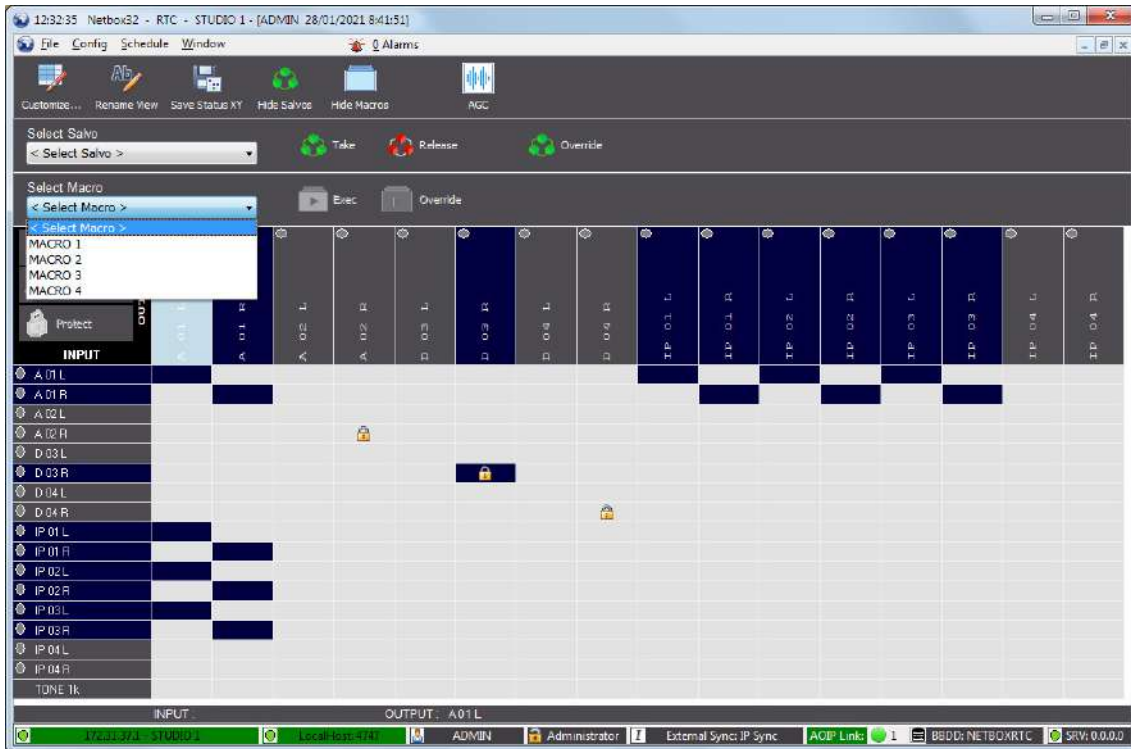 12:32:35 Netbox32 - RTC - STUDIO 1 - [ADMIN 28/01/2021 8:41:51]
File Config Schedule Window 0 Alarms
Customize... Rename View Save Status XY Hide Salvos Hide Macros AGC
Select Salvo
< Select Salvo > Take Release Override
Select Macro
< Select Macro > Exec Override
< Select Macro >
MACRO 1
MACRO 2
MACRO 3
MACRO 4
Protect
INPUT
A 01 R A 02 L A 02 R D 03 L D 03 R D 04 L D 04 R IP 01 L IP 01 R IP 02 L IP 02 R IP 03 L IP 03 R IP 04 L IP 04 R
A 01 L
A 01 R
A 02 L
A 02 R
D 03 L
D 03 R
D 04 L
D 04 R
IP 01 L
IP 01 R
IP 02 L
IP 02 R
IP 03 L
IP 03 R
IP 04 L
IP 04 R
TONE 1k
INPUT : OUTPUT : A 01 L
172.31.37.1 - STUDIO 1 LocalHost: 4747 ADMIN Administrator External Sync: IP Sync AOIP Link: 1 BBDD: NETBOXRTC SRV: 0.0.0.0